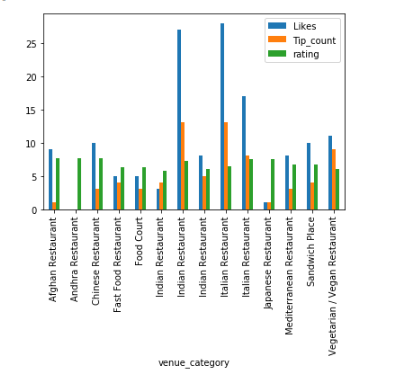 Likes
Tip_count
rating
25
20
15
10
5
0
Afghan Restaurant
Andhra Restaurant
Chinese Restaurant
Fast Food Restaurant
Food Court
Indian Restaurant
Indian Restaurant
Indian Restaurant
Italian Restaurant
Italian Restaurant
Japanese Restaurant
Mediterranean Restaurant
Sandwich Place
Vegetarian / Vegan Restaurant
venue_category